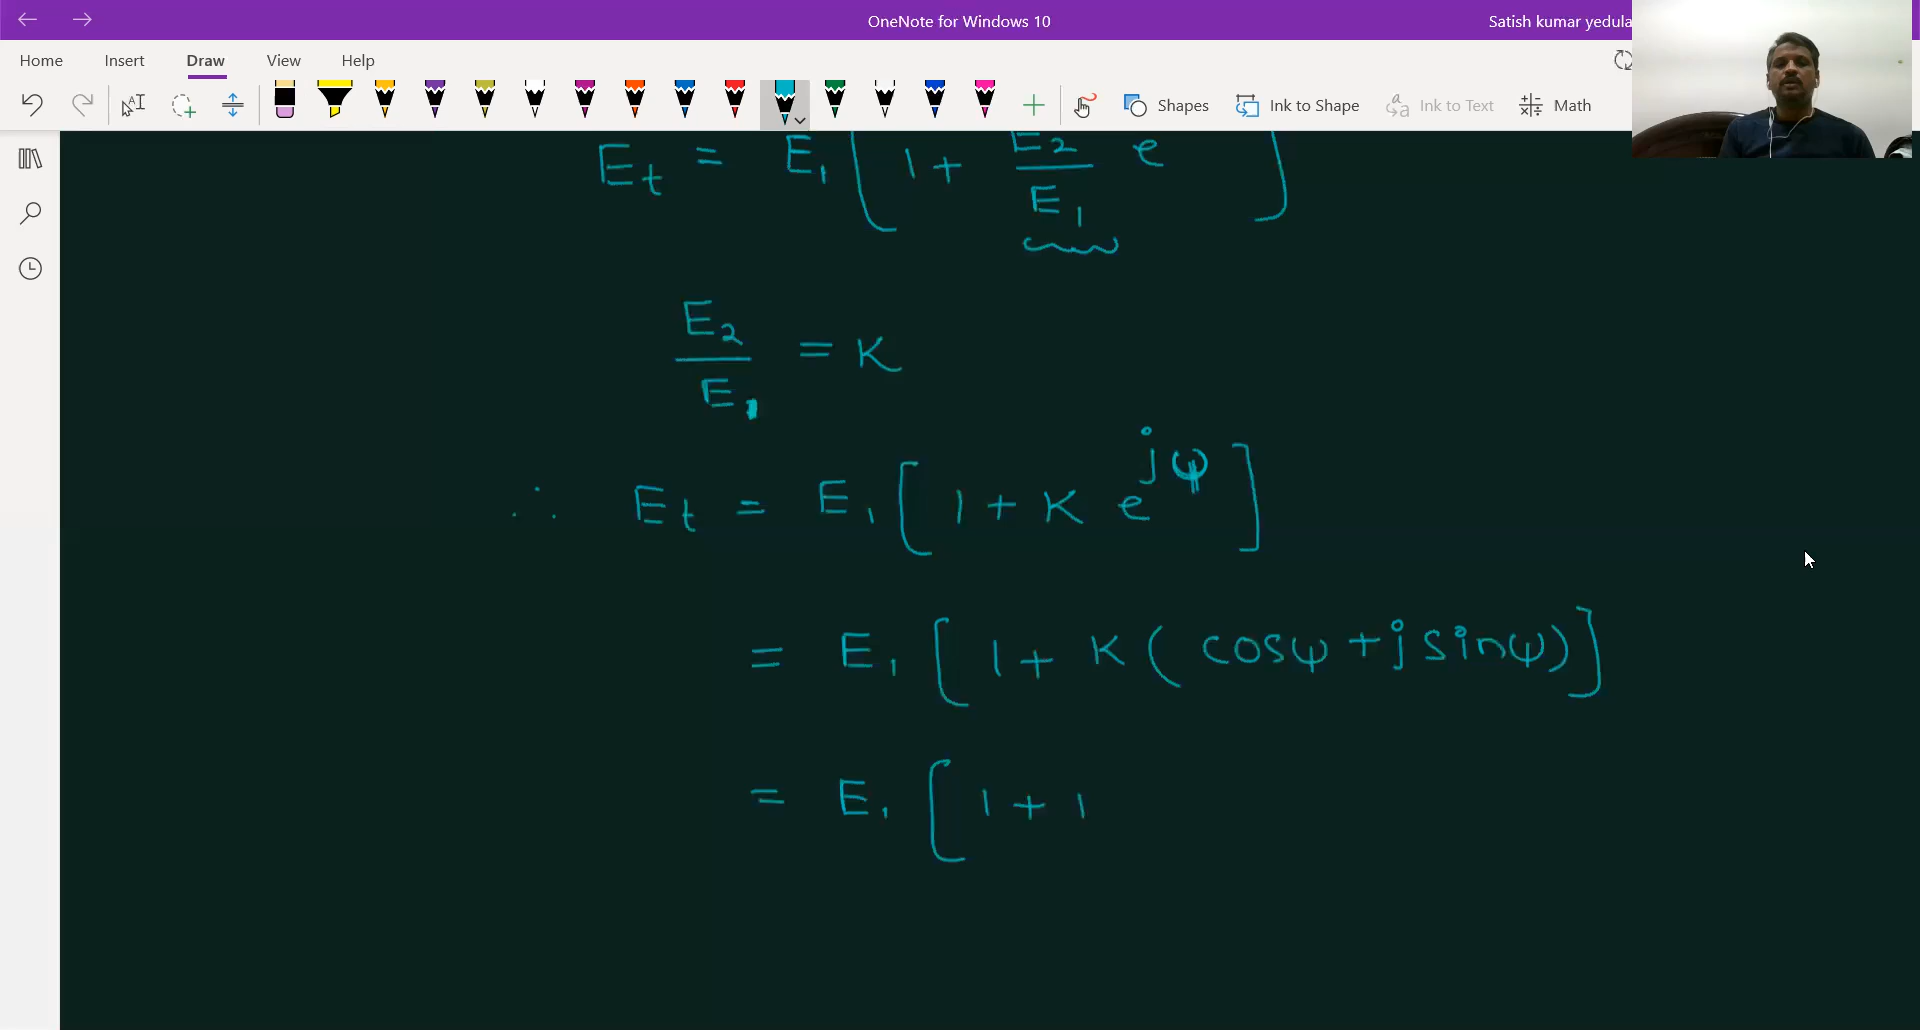 OneNote for Windows 10
Satish kumar yedula
Home Insert Draw View Help
Shapes Ink to Shape Ink to Text Math
Et = E1 [ 1 + E2/E1 e ]
E2/E1 = K
∴ Et = E1 [ 1 + K e^jψ ]
= E1 [ 1 + K ( cosψ + j sinψ ) ]
= E1 [ 1 + 1